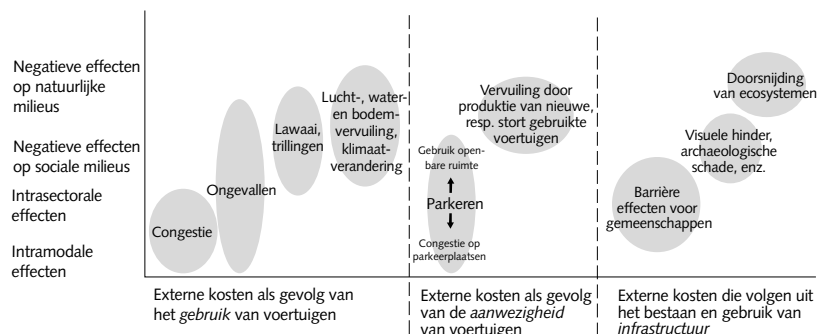 Negatieve effecten
op natuurlijke
milieus
Negatieve effecten
op sociale milieus
Intrasectorale
effecten
Intramodale
effecten
Congestie
Ongevallen
Lawaai,
trillingen
Lucht-, water-
en bodem-
vervuiling,
klimaat-
verandering
Vervuiling door
produktie van nieuwe,
resp. stort gebruikte
voertuigen
Gebruik open-
bare ruimte
Parkeren
Congestie op
parkeerplaatsen
Doorsnijding
van ecosystemen
Visuele hinder,
archaeologische
schade, enz.
Barrière
effecten voor
gemeenschappen
Externe kosten als gevolg van
het gebruik van voertuigen
Externe kosten als gevolg
van de aanwezigheid
van voertuigen
Externe kosten die volgen uit
het bestaan en gebruik van
infrastructuur